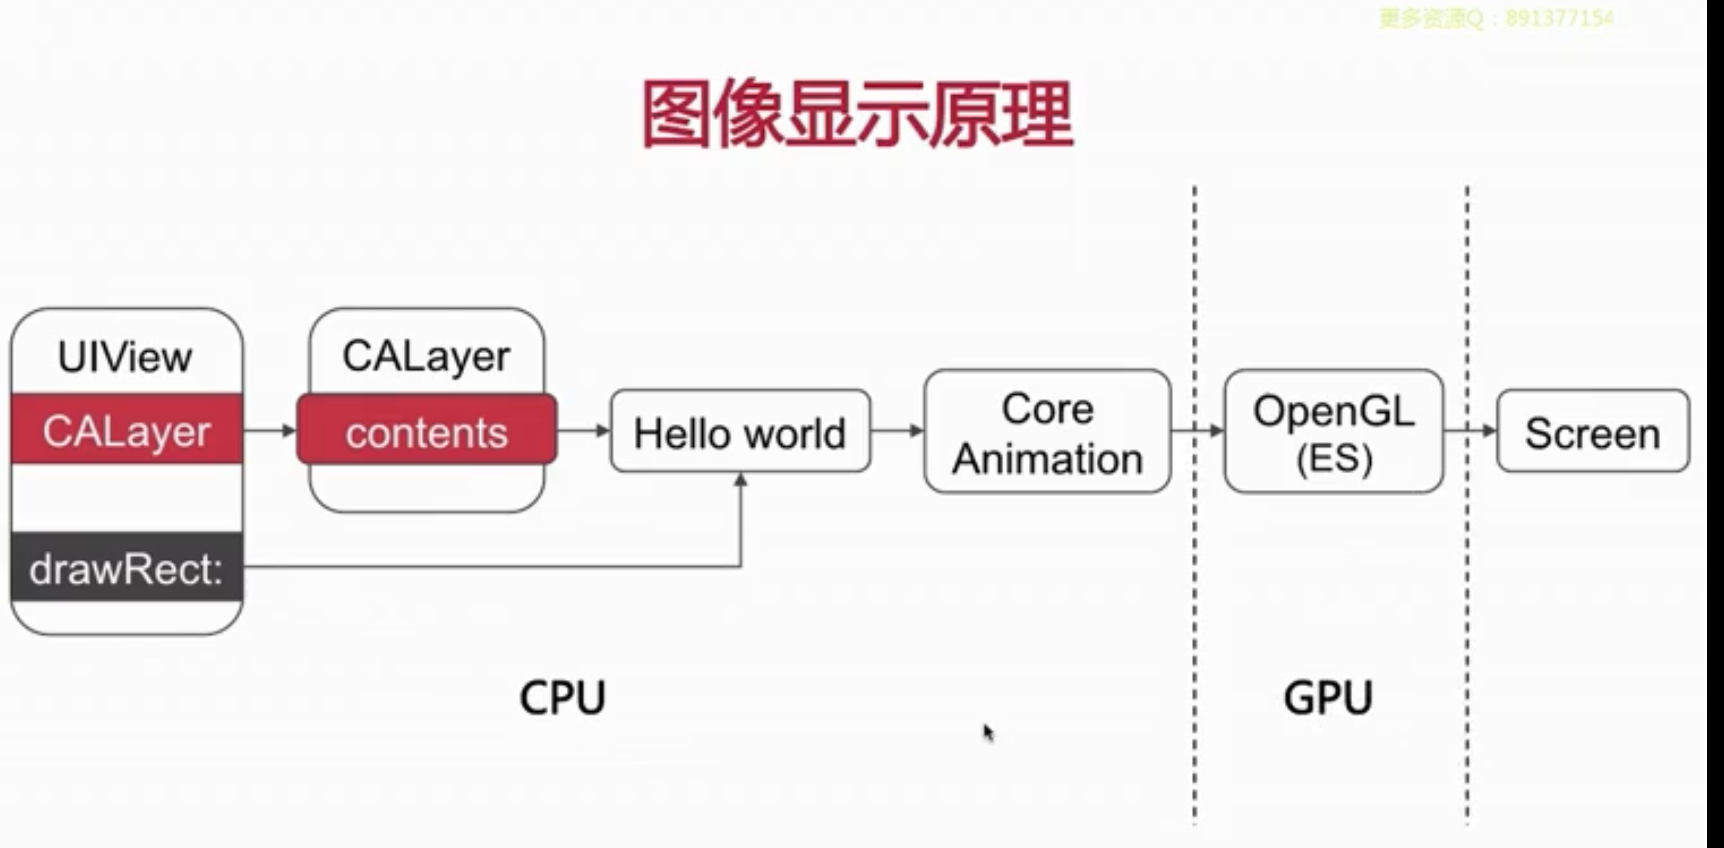 更多资源Q：891377154
图像显示原理
UIView
CALayer
drawRect:
CALayer
contents
Hello world
Core
Animation
OpenGL
(ES)
Screen
CPU
GPU